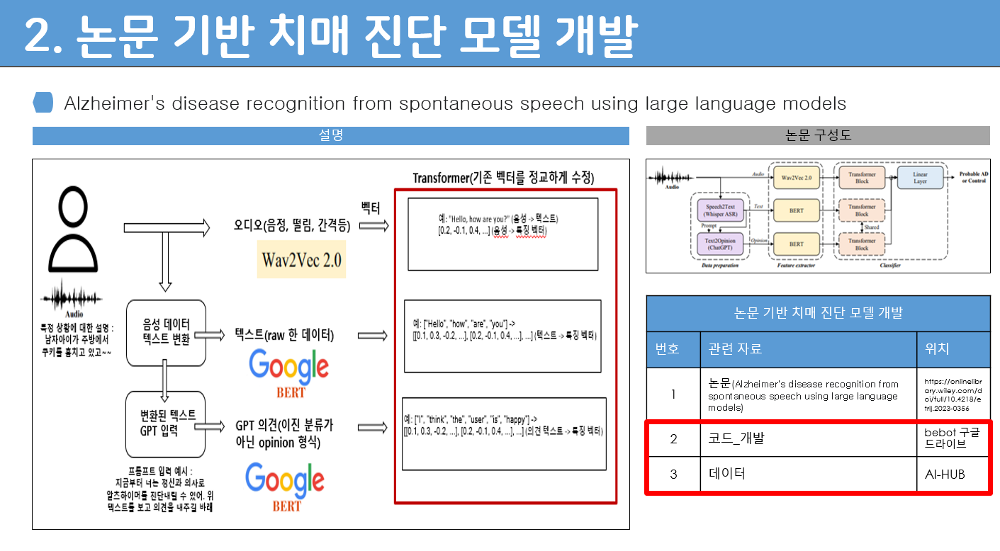 2. 논문 기반 치매 진단 모델 개발
Alzheimer's disease recognition from spontaneous speech using large language models
설명
Transformer(기존 벡터를 정교하게 수정)
벡터
오디오(음정, 떨림, 간격등)
Wav2Vec 2.0
예: "Hello, how are you?" (음성 -> 텍스트)
[0.2, -0.1, 0.4, ...] (음성 -> 특징 벡터)
Audio
특정 상황에 대한 설명 :
남자아이가 주방에서
쿠키를 훔치고 있고~~
음성 데이터
텍스트 변환
텍스트(raw 한 데이터)
Google
BERT
예: ["Hello", "how", "are", "you"] ->
[[0.1, 0.3, -0.2, ...], [0.2, -0.1, 0.4, ...], ...] (텍스트 -> 특징 벡터)
변환된 텍스트
GPT 입력
GPT 의견(이진 분류가
아닌 opinion 형식)
Google
BERT
예: ["I", "think", "the", "user", "is", "happy"] ->
[[0.1, 0.3, -0.2, ...], [0.2, -0.1, 0.4, ...], ...] (의견 텍스트 -> 특징 벡터)
프롬프트 입력 예시 :
지금부터 너는 정신과 의사로
알츠하이머를 진단내릴 수 있어. 위
텍스트를 보고 의견을 내주길 바래
논문 구성도
Audio
Audio
Wav2Vec 2.0
Transformer
Block
Linear
Layer
Probable AD
or Control
Speech2Text
(Whisper ASR)
Text
BERT
Transformer
Block
Prompt
Shared
Text2Opinion
(ChatGPT)
Opinion
BERT
Transformer
Block
Data preparation
Feature extractor
Classifier
논문 기반 치매 진단 모델 개발
번호
관련 자료
위치
1
논문(Alzheimer's disease recognition from
spontaneous speech using large language
models)
https://onlinelibr
ary.wiley.com/d
oi/full/10.4218/e
trij.2023-0356
2
코드_개발
bebot 구글
드라이브
3
데이터
AI-HUB